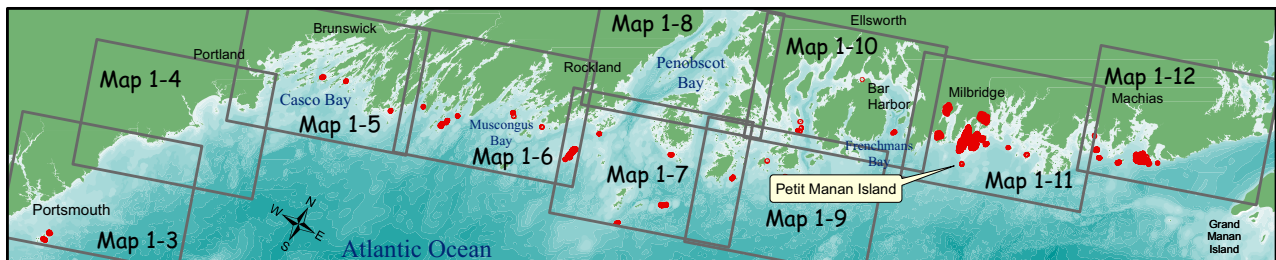 Map 1-8
Ellsworth
Brunswick
Map 1-10
Portland
Map 1-4
Rockland
Penobscot
Bay
Map 1-12
Bar
Harbor
Milbridge
Machias
Casco Bay
Map 1-5
Muscongus
Bay
Map 1-6
Frenchmans
Bay
Map 1-7
Petit Manan Island
Map 1-11
Portsmouth
Map 1-3
W
N
S
E
Atlantic Ocean
Map 1-9
Grand
Manan
Island